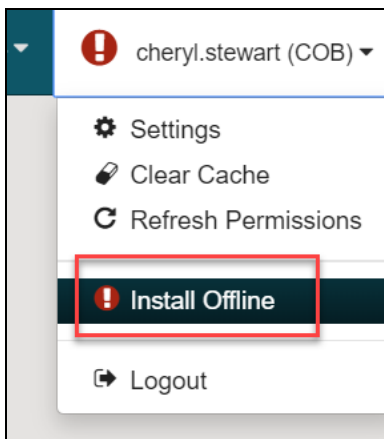 cheryl.stewart (COB)
Settings
Clear Cache
Refresh Permissions
Install Offline
Logout